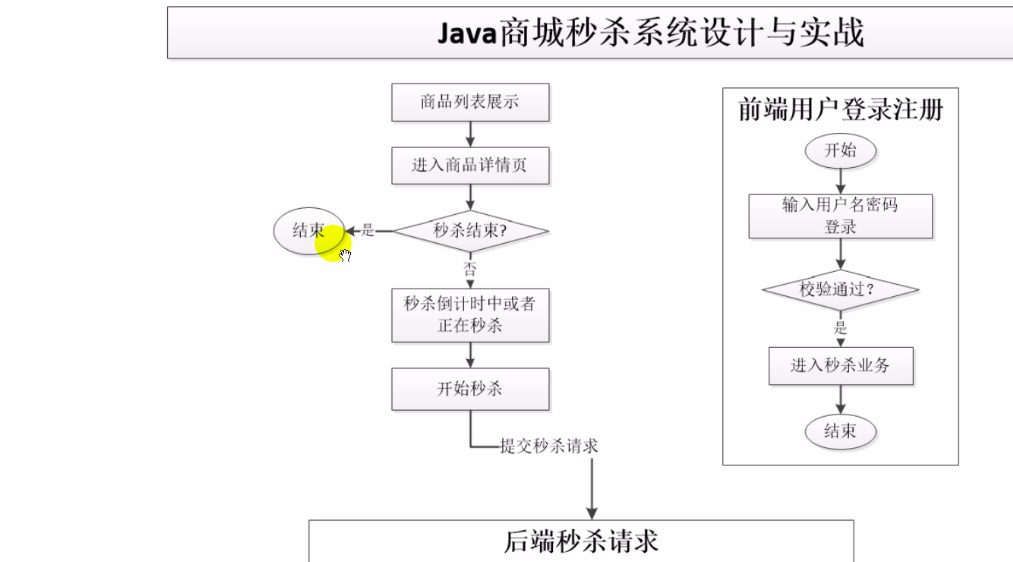 Java商城秒杀系统设计与实战
商品列表展示
进入商品详情页
秒杀结束?
是
结束
否
秒杀倒计时中或者
正在秒杀
开始秒杀
提交秒杀请求
后端秒杀请求
前端用户登录注册
开始
输入用户名密码
登录
校验通过?
是
进入秒杀业务
结束